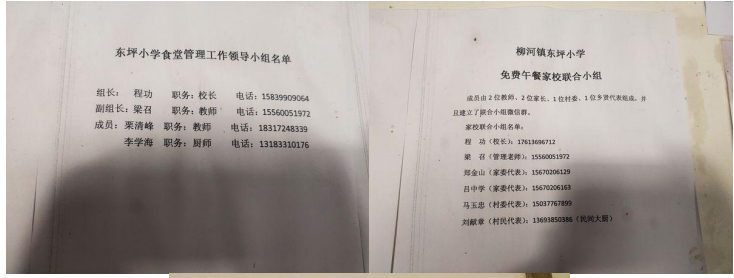 东坪小学食堂管理工作领导小组名单
组长： 程功 职务：校长 电话：15839909064
副组长：梁召 职务：教师 电话：15560051972
成员：栗清峰 职务：教师 电话：18317248339
李学海 职务：厨师 电话：13183310176
柳河镇东坪小学
免费午餐家校联合小组
成员由2位教师、2位家长、1位村委、1位乡贤代表组成，并
且建立了联合小组微信群。
家校联合小组名单：
程 功（校长）：17613696712
梁 召（管理老师）：15560051972
郑金山（家委代表）：15670206129
吕中学（家委代表）：15670206163
马玉忠（村委代表）：15037767899
刘献章（村民代表）：13693850386（民间大厨）